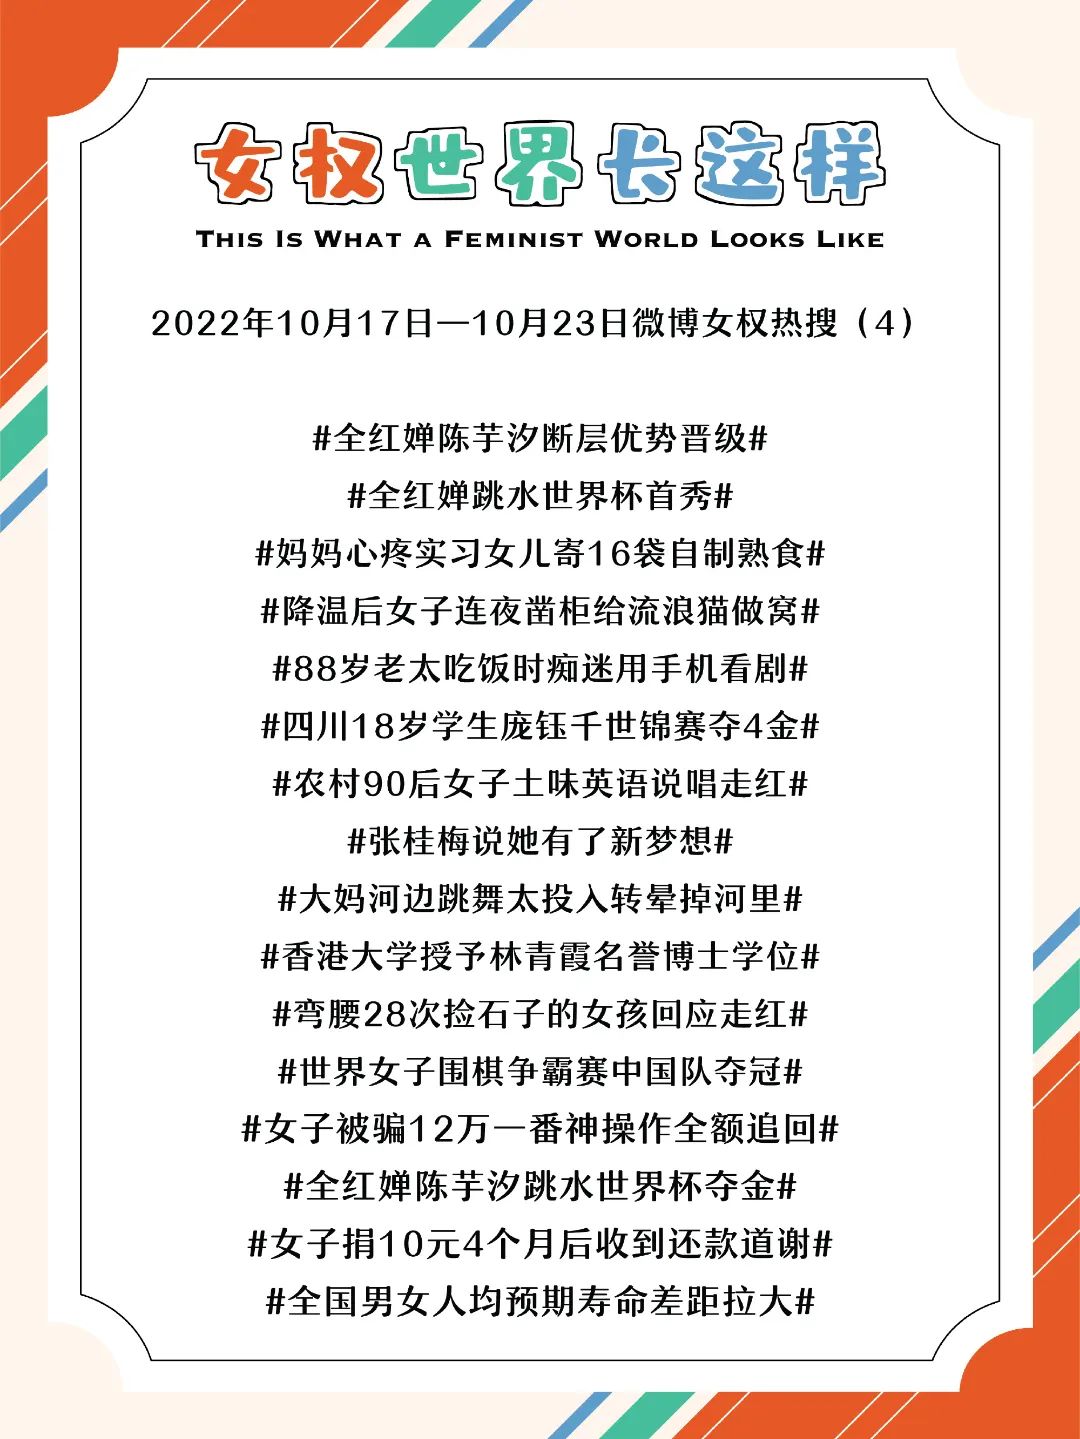 女权世界长这样
THIS IS WHAT A FEMINIST WORLD LOOKS LIKE
2022年10月17日—10月23日微博女权热搜（4）
#全红婵陈芋汐断层优势晋级#
#全红婵跳水世界杯首秀#
#妈妈心疼实习女儿寄16袋自制熟食#
#降温后女子连夜凿柜给流浪猫做窝#
#88岁老太吃饭时痴迷用手机看剧#
#四川18岁学生庞钰千世锦赛夺4金#
#农村90后女子土味英语说唱走红#
#张桂梅说她有了新梦想#
#大妈河边跳舞太投入转晕掉河里#
#香港大学授予林青霞名誉博士学位#
#弯腰28次捡石子的女孩回应走红#
#世界女子围棋争霸赛中国队夺冠#
#女子被骗12万一番神操作全额追回#
#全红婵陈芋汐跳水世界杯夺金#
#女子捐10元4个月后收到还款道谢#
#全国男女人均预期寿命差距拉大#